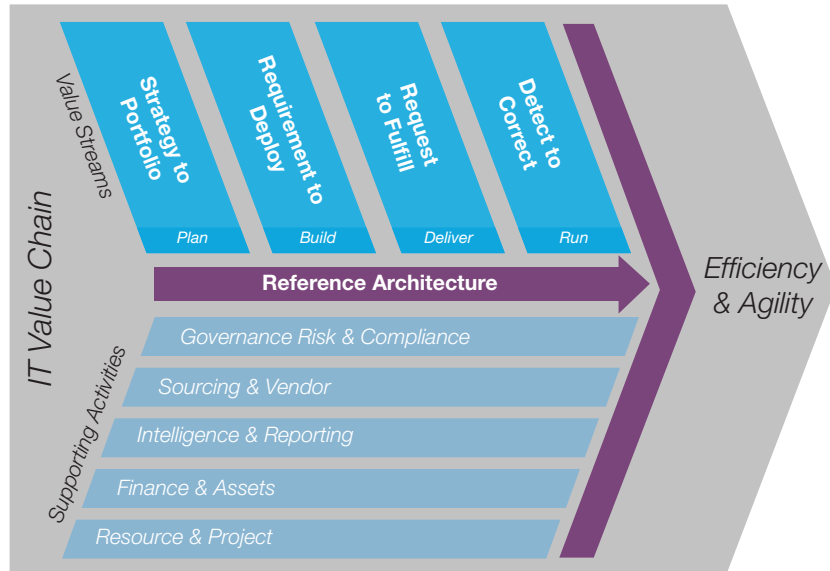 IT Value Chain
Value Streams
Strategy to
Portfolio
Plan
Requirement to
Deploy
Build
Request
to Fulfill
Deliver
Detect to
Correct
Run
Reference Architecture
Efficiency
& Agility
Supporting Activities
Governance Risk & Compliance
Sourcing & Vendor
Intelligence & Reporting
Finance & Assets
Resource & Project